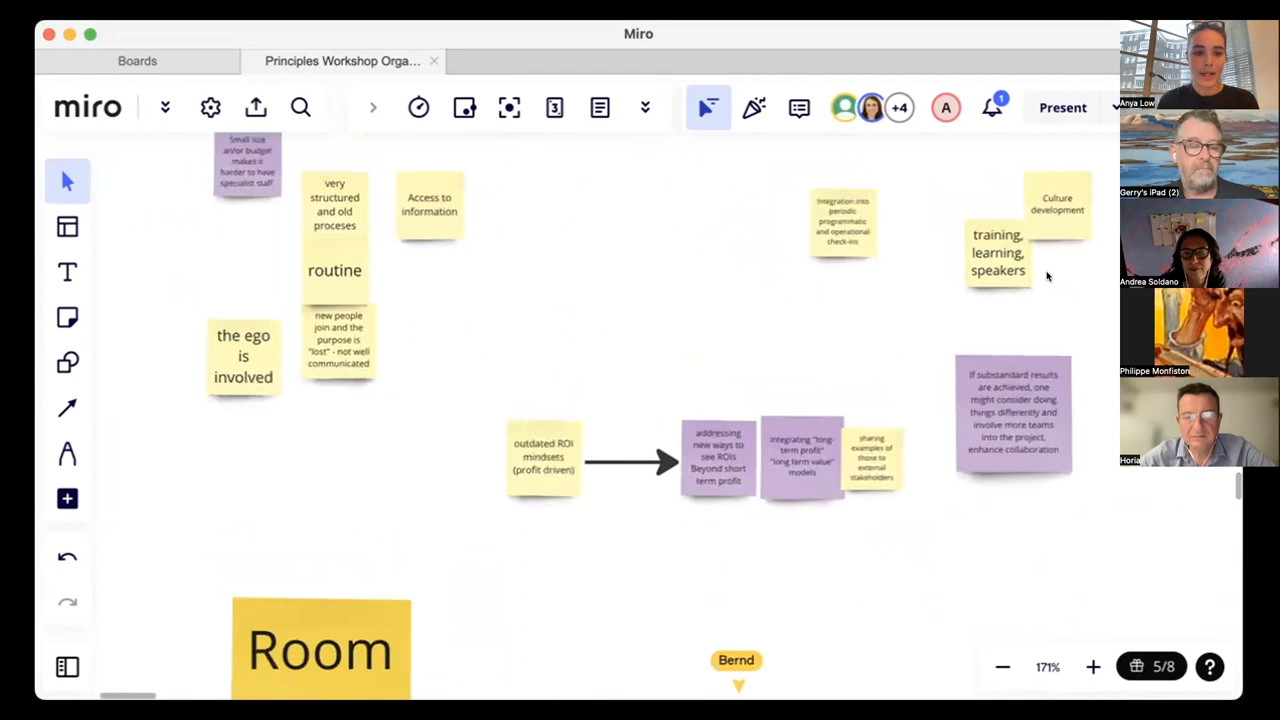 Miro
Boards
Principles Workshop Orga...
miro
3
+4
A
1
Present
Small size
an/or budget
makes it
harder to have
specialist staff
very
structured
and old
proceses
routine
new people
join and the
purpose is
"lost" - not well
communicated
Access to
information
the ego
is
involved
Integration into
periodic
programmatic
and operational
check-ins
Culture
development
training,
learning,
speakers
outdated ROI
mindsets
(profit driven)
addressing
new ways to
see ROIs
Beyond short
term profit
integrating "long-
term profit"
"long term value"
models
sharing
examples of
those to
external
stakeholders
If substandard results
are achieved, one
might consider doing
things differently and
involve more teams
into the project,
enhance collaboration
Room
Bernd
171%
5/8
?
Anya Low
Gerry's iPad (2)
Andrea Soldano
Philippe Monfiston
Horia